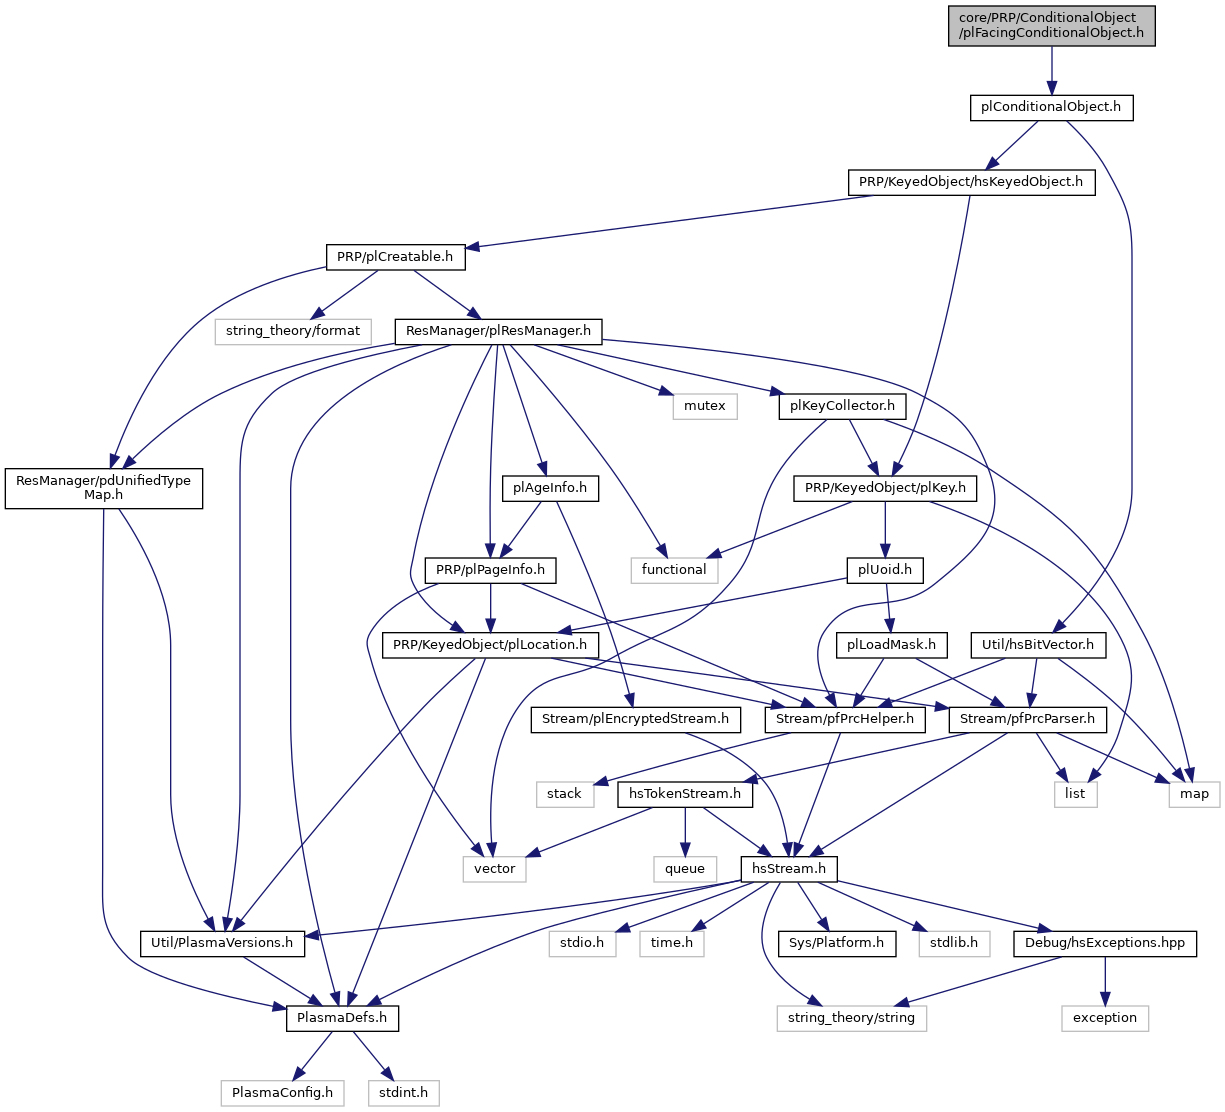 core/PRP/ConditionalObject
/plFacingConditionalObject.h
plConditionalObject.h
PRP/KeyedObject/hsKeyedObject.h
PRP/plCreatable.h
string_theory/format
ResManager/plResManager.h
mutex
plKeyCollector.h
ResManager/pdUnifiedType
Map.h
plAgeInfo.h
PRP/KeyedObject/plKey.h
PRP/plPageInfo.h
functional
plUoid.h
PRP/KeyedObject/plLocation.h
plLoadMask.h
Util/hsBitVector.h
Stream/plEncryptedStream.h
Stream/pfPrcHelper.h
Stream/pfPrcParser.h
stack
hsTokenStream.h
list
map
vector
queue
hsStream.h
Util/PlasmaVersions.h
stdio.h
time.h
Sys/Platform.h
stdlib.h
Debug/hsExceptions.hpp
PlasmaDefs.h
string_theory/string
exception
PlasmaConfig.h
stdint.h